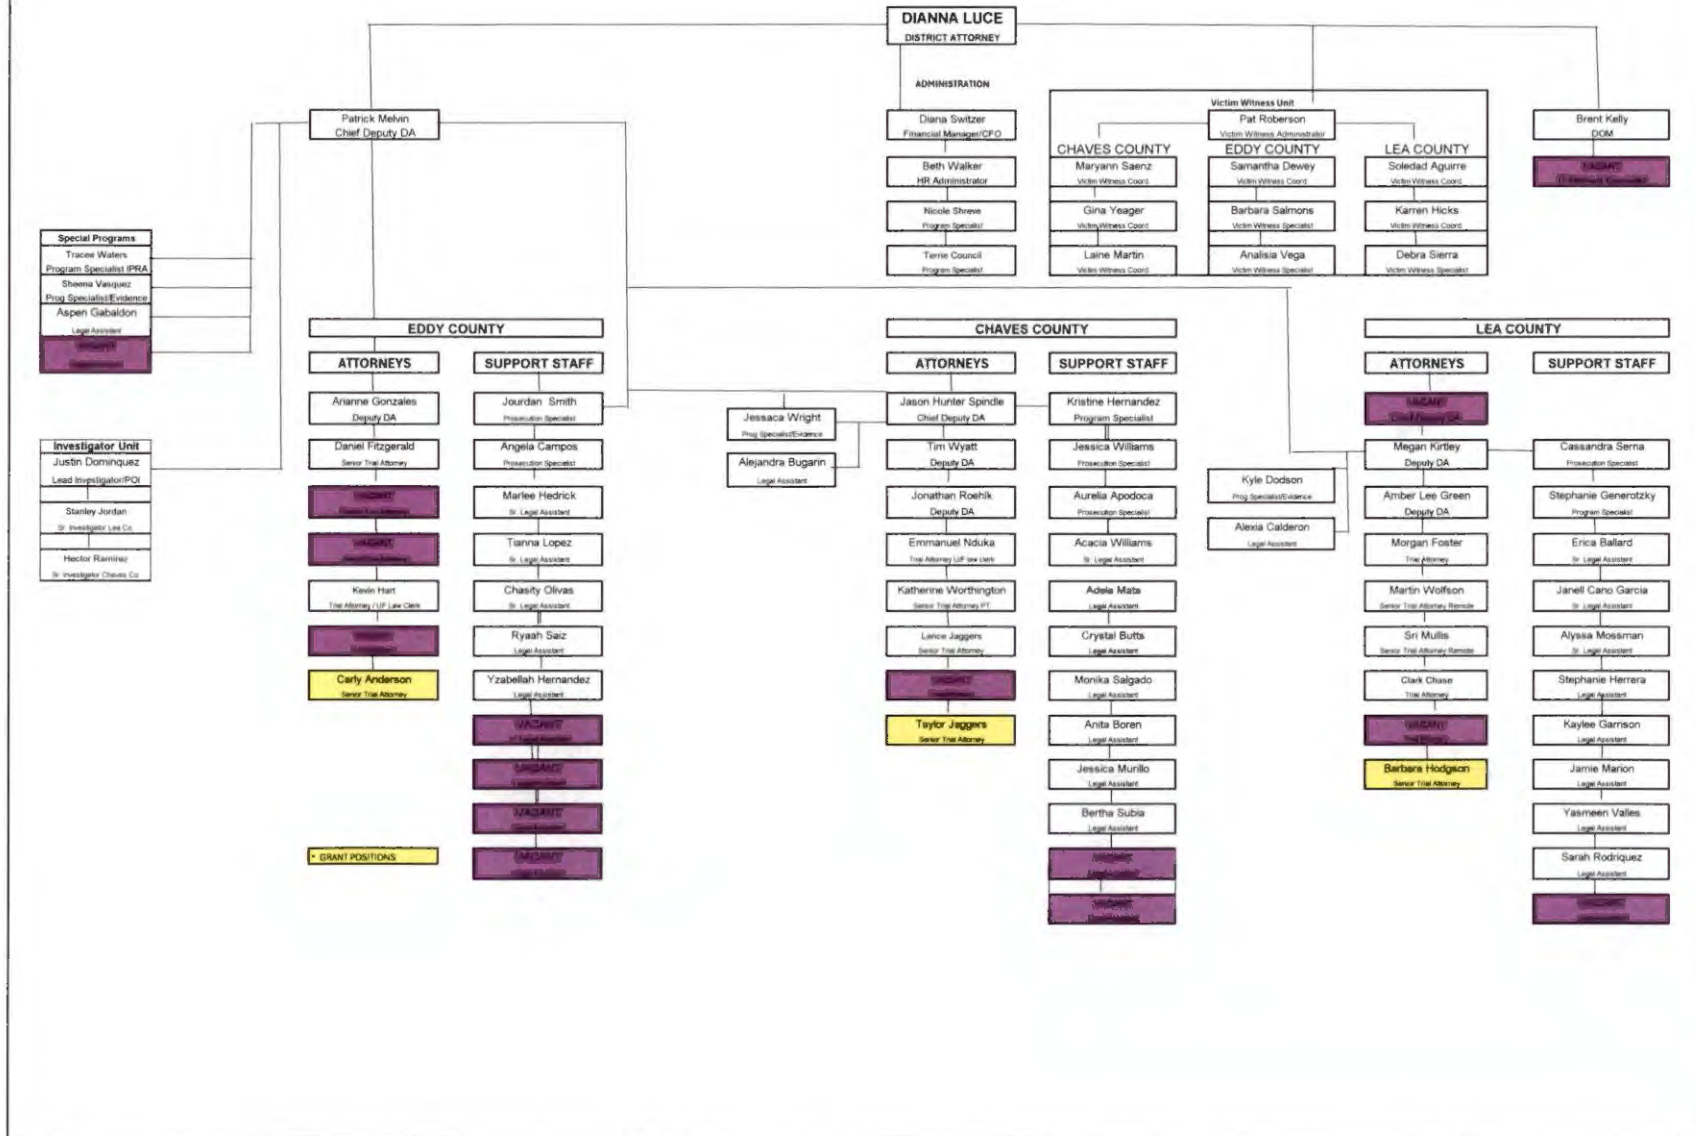 DIANNA LUCE
DISTRICT ATTORNEY
ADMINISTRATION
Patrick Melvin
Chief Deputy DA
Diana Switzer
Financial Manager/CFO
Beth Walker
HR Administrator
Nicole Shreve
Program Specialist
Terrie Council
Program Specialist
Victim Witness Unit
Pat Roberson
Victim Witness Administrator
CHAVES COUNTY
Maryann Saenz
Victim Witness Coord
Gina Yeager
Victim Witness Coord
Laine Martin
Victim Witness Coord
EDDY COUNTY
Samantha Dewey
Victim Witness Coord
Barbara Salmons
Victim Witness Specialist
Analisia Vega
Victim Witness Specialist
LEA COUNTY
Soledad Aguirre
Victim Witness Coord
Karren Hicks
Victim Witness Coord
Debra Sierra
Victim Witness Specialist
Brent Kelly
DOM
VACANT
Special Programs
Tracee Waters
Program Specialist IPRA
Sheena Vasquez
Prog Specialist/Evidence
Aspen Gabaldon
Legal Assistant
VACANT
Investigator Unit
Justin Dominquez
Lead Investigator/POI
Stanley Jordan
Sr. Investigator Lea Co
Hector Ramirez
Sr. Investigator Chaves Co
EDDY COUNTY
ATTORNEYS
Arianne Gonzales
Deputy DA
Daniel Fitzgerald
Senior Trial Attorney
VACANT
VACANT
Kevin Hart
Trial Attorney / UF Law Clerk
VACANT
Carly Anderson
Senior Trial Attorney
* GRANT POSITIONS
SUPPORT STAFF
Jourdan Smith
Prosecution Specialist
Angela Campos
Prosecution Specialist
Marlee Hedrick
Sr. Legal Assistant
Tianna Lopez
Sr. Legal Assistant
Chasity Olivas
Sr. Legal Assistant
Ryaah Saiz
Legal Assistant
Yzabellah Hernandez
Legal Assistant
VACANT
VACANT
VACANT
VACANT
Jessaca Wright
Prog Specialist/Evidence
Alejandra Bugarin
Legal Assistant
CHAVES COUNTY
ATTORNEYS
Jason Hunter Spindle
Chief Deputy DA
Tim Wyatt
Deputy DA
Jonathan Roehlk
Deputy DA
Emmanuel Nduka
Trial Attorney U/F law clerk
Katherine Worthington
Senior Trial Attorney PT
Lance Jaggers
Senior Trial Attorney
VACANT
Taylor Jaggers
Senior Trial Attorney
SUPPORT STAFF
Kristine Hernandez
Program Specialist
Jessica Williams
Prosecution Specialist
Aurelia Apodoca
Prosecution Specialist
Acacia Williams
Sr. Legal Assistant
Adela Mata
Legal Assistant
Crystal Butts
Legal Assistant
Monika Salgado
Legal Assistant
Anita Boren
Legal Assistant
Jessica Murillo
Legal Assistant
Bertha Subia
Legal Assistant
VACANT
VACANT
Kyle Dodson
Prog Specialist/Evidence
Alexia Calderon
Legal Assistant
LEA COUNTY
ATTORNEYS
VACANT
Chief Deputy DA
Megan Kirtley
Deputy DA
Amber Lee Green
Deputy DA
Morgan Foster
Trial Attorney
Martin Wolfson
Senior Trial Attorney Remote
Sri Mullis
Senior Trial Attorney Remote
Clark Chase
Trial Attorney
VACANT
Trial Attorney
Barbara Hodgson
Senior Trial Attorney
SUPPORT STAFF
Cassandra Serna
Prosecution Specialist
Stephanie Generotzky
Program Specialist
Erica Ballard
Sr. Legal Assistant
Janell Cano Garcia
Sr. Legal Assistant
Alyssa Mossman
Sr. Legal Assistant
Stephanie Herrera
Legal Assistant
Kaylee Garrison
Legal Assistant
Jamie Marion
Legal Assistant
Yasmeen Valles
Legal Assistant
Sarah Rodriquez
Legal Assistant
VACANT